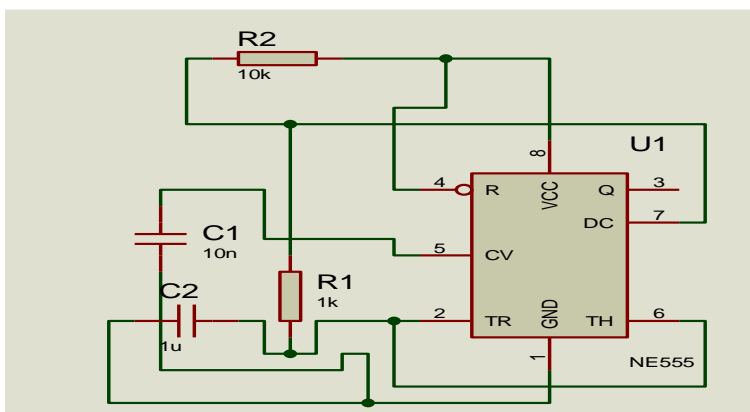 R2
10k
U1
8
4
R
VCC
Q
3
DC
7
C1
10n
5
CV
R1
1k
C2
1u
2
TR
GND
TH
6
1
NE555